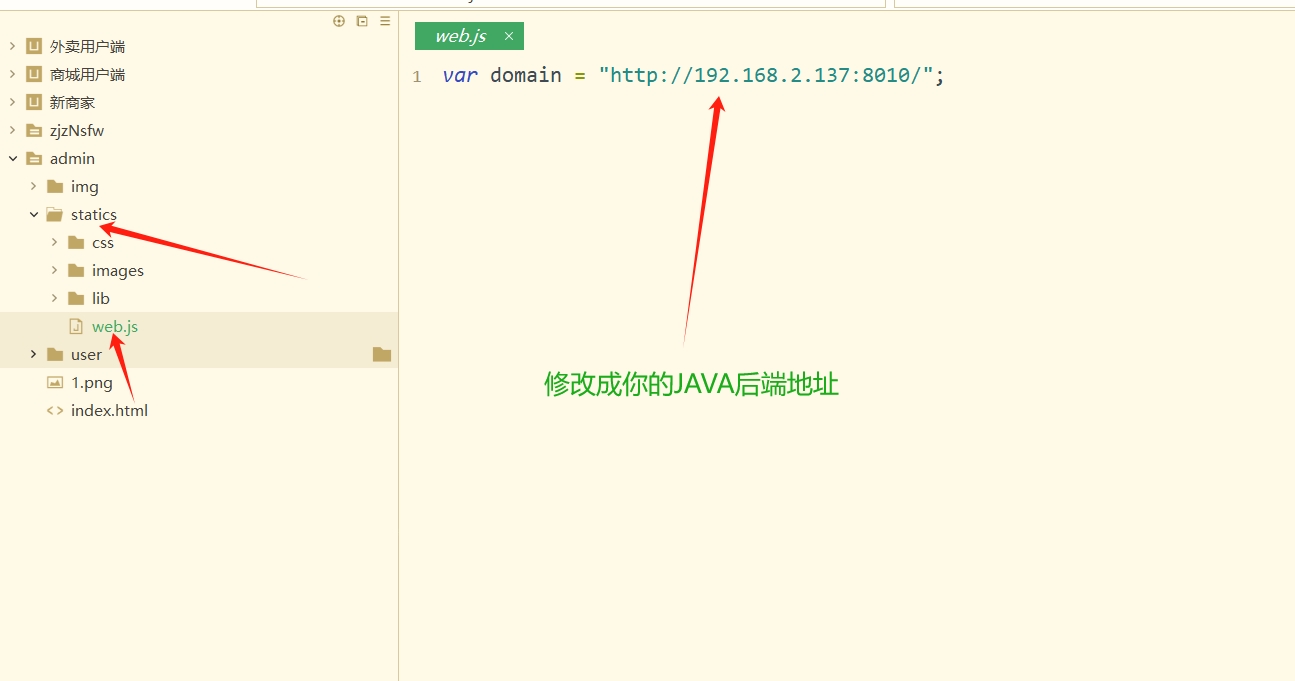 外卖用户端
商城用户端
新商家
zjzNsfw
admin
img
statics
css
images
lib
web.js
user
1.png
index.html
web.js ×
1 var domain = "http://192.168.2.137:8010/";
修改成你的JAVA后端地址